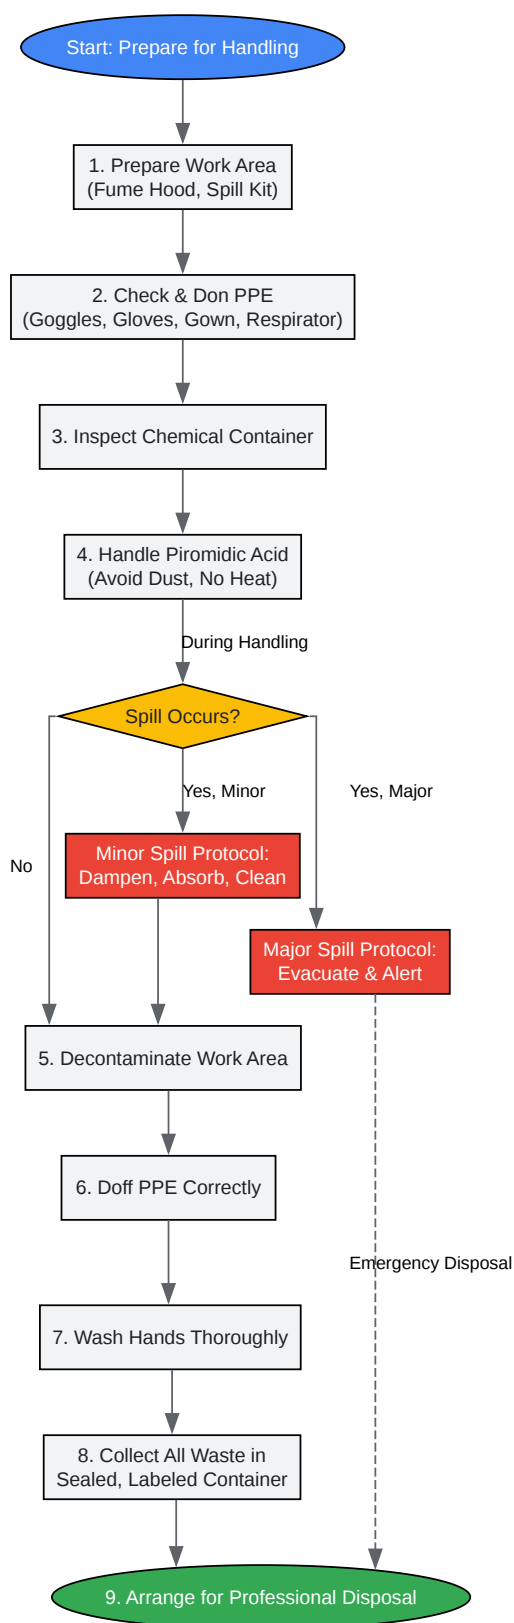 Start: Prepare for Handling
1. Prepare Work Area
(Fume Hood, Spill Kit)
2. Check & Don PPE
(Goggles, Gloves, Gown, Respirator)
3. Inspect Chemical Container
4. Handle Piromidic Acid
(Avoid Dust, No Heat)
During Handling
Spill Occurs?
Yes, Minor
Yes, Major
No
Minor Spill Protocol:
Dampen, Absorb, Clean
Major Spill Protocol:
Evacuate & Alert
5. Decontaminate Work Area
6. Doff PPE Correctly
Emergency Disposal
7. Wash Hands Thoroughly
8. Collect All Waste in
Sealed, Labeled Container
9. Arrange for Professional Disposal